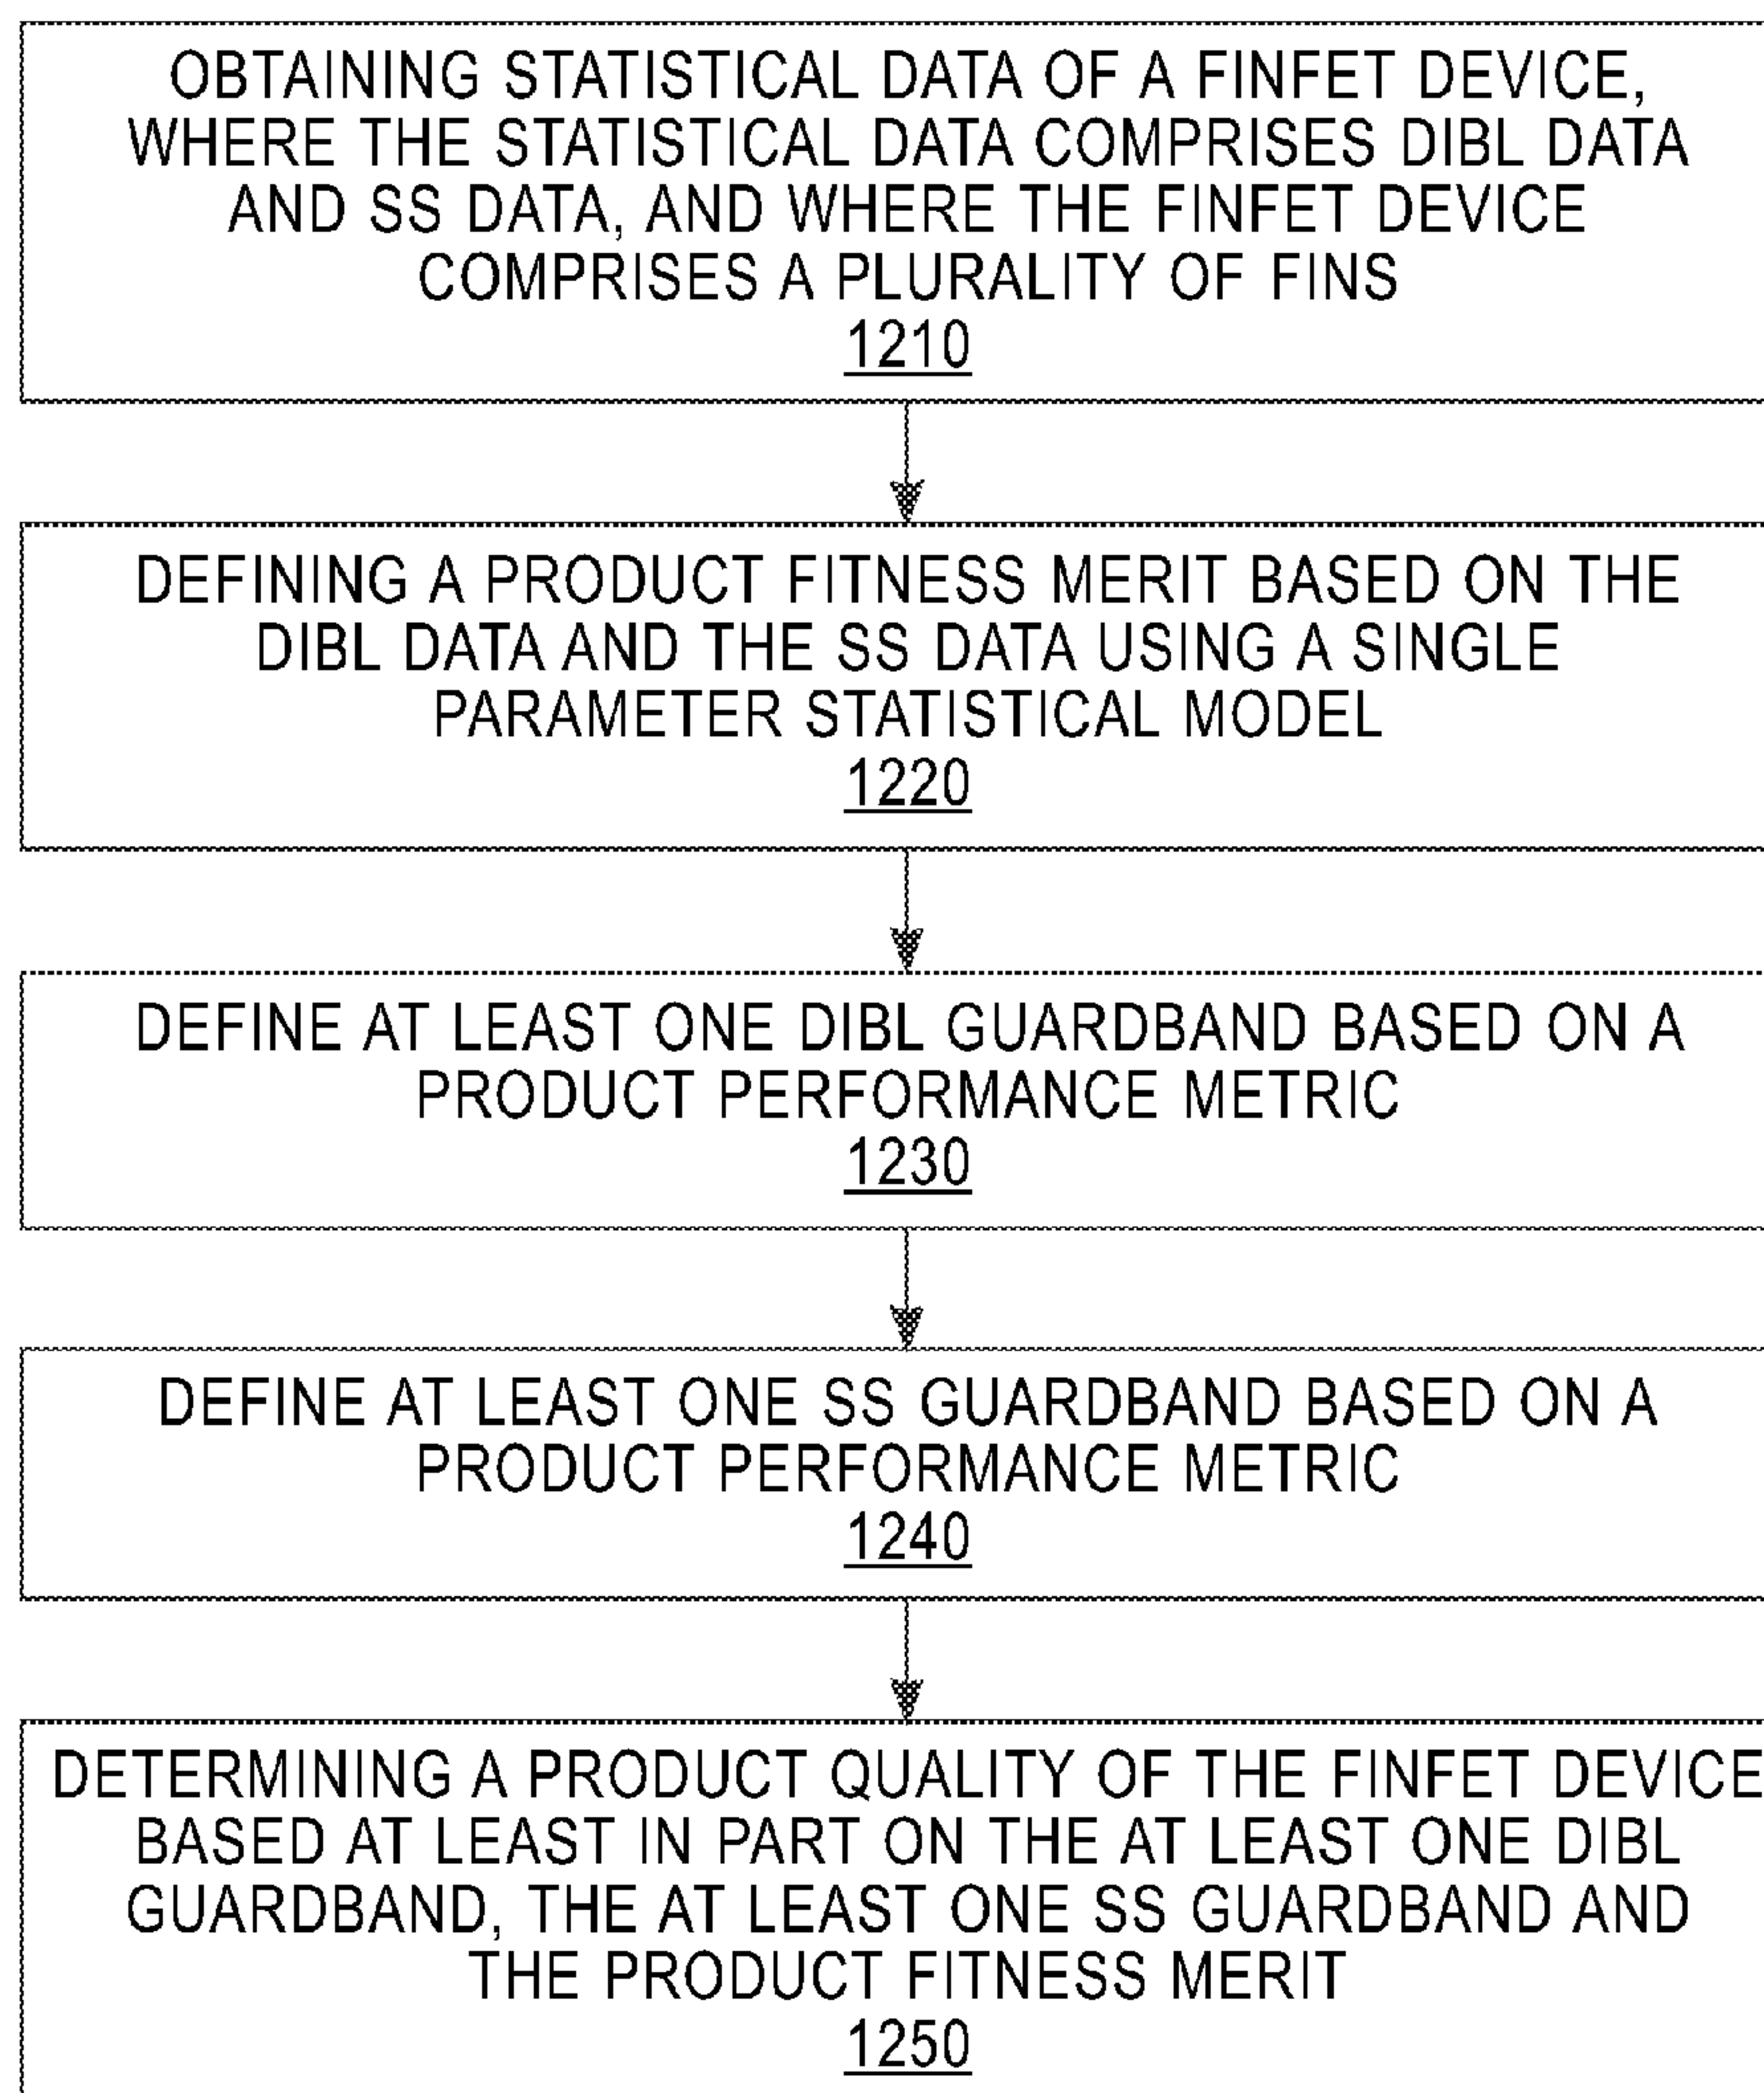 OBTAINING STATISTICAL DATA OF A FINFET DEVICE,
WHERE THE STATISTICAL DATA COMPRISES DIBL DATA
AND SS DATA, AND WHERE THE FINFET DEVICE
COMPRISES A PLURALITY OF FINS
1210
DEFINING A PRODUCT FITNESS MERIT BASED ON THE
DIBL DATA AND THE SS DATA USING A SINGLE
PARAMETER STATISTICAL MODEL
1220
DEFINE AT LEAST ONE DIBL GUARDBAND BASED ON A
PRODUCT PERFORMANCE METRIC
1230
DEFINE AT LEAST ONE SS GUARDBAND BASED ON A
PRODUCT PERFORMANCE METRIC
1240
DETERMINING A PRODUCT QUALITY OF THE FINFET DEVICE
BASED AT LEAST IN PART ON THE AT LEAST ONE DIBL
GUARDBAND, THE AT LEAST ONE SS GUARDBAND AND
THE PRODUCT FITNESS MERIT
1250